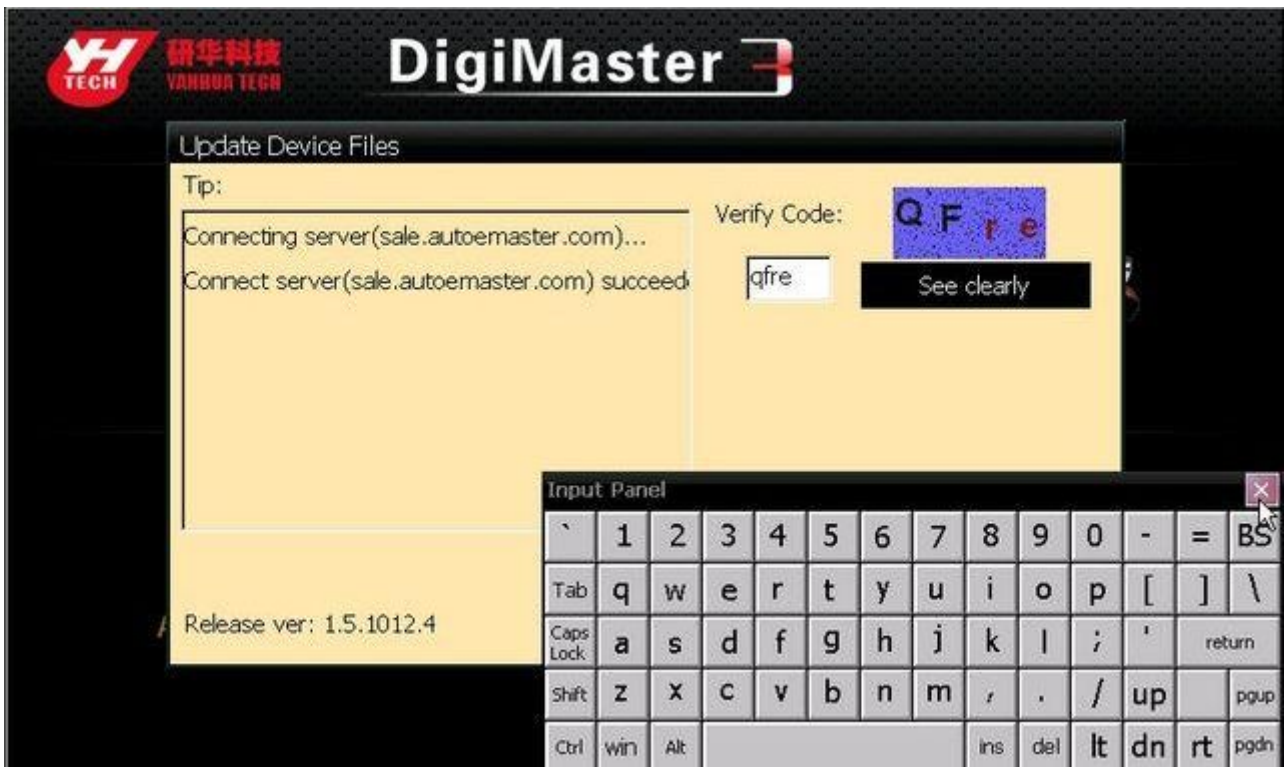 YH TECH
研华科技
YANHUA TECH
DigiMaster 3
Update Device Files
Tip:
Connecting server(sale.autoemaster.com)...
Connect server(sale.autoemaster.com) succeed
Verify Code:
Q F r e
qfre
See clearly
Release ver: 1.5.1012.4
Input Panel
` 1 2 3 4 5 6 7 8 9 0 - = BS
Tab q w e r t y u i o p [ ] \
Caps Lock a s d f g h j k l ; ' return
Shift z x c v b n m , . / up pgup
Ctrl win Alt ins del lt dn rt pgdn